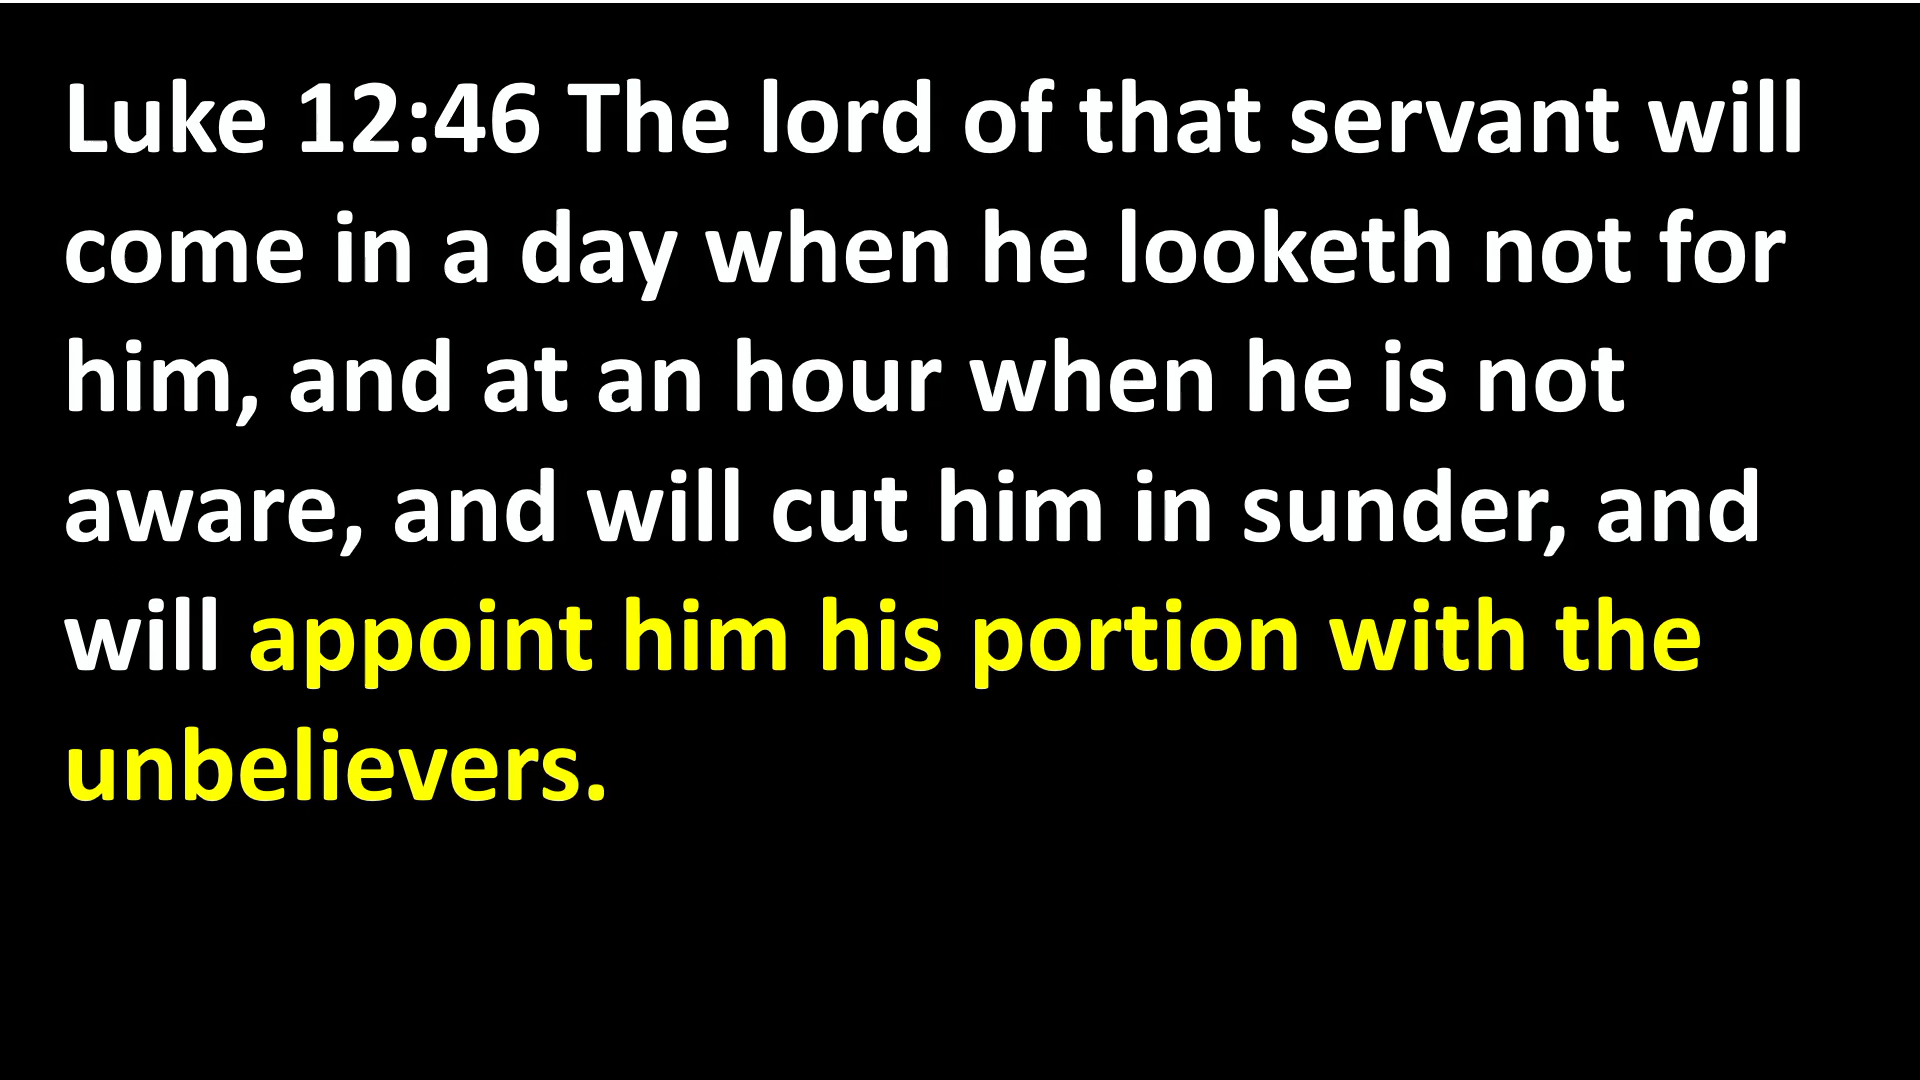 Luke 12:46 The lord of that servant will
come in a day when he looketh not for
him, and at an hour when he is not
aware, and will cut him in sunder, and
will appoint him his portion with the
unbelievers.